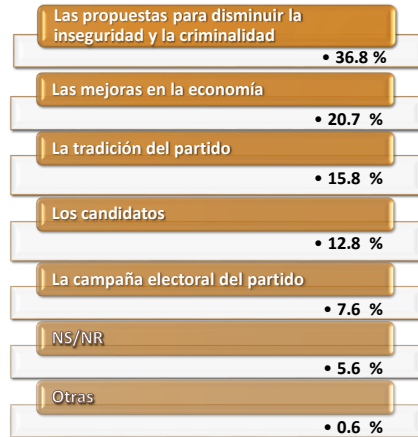 Las propuestas para disminuir la
inseguridad y la criminalidad
• 36.8 %
Las mejoras en la economía
• 20.7 %
La tradición del partido
• 15.8 %
Los candidatos
• 12.8 %
La campaña electoral del partido
• 7.6 %
NS/NR
• 5.6 %
Otras
• 0.6 %